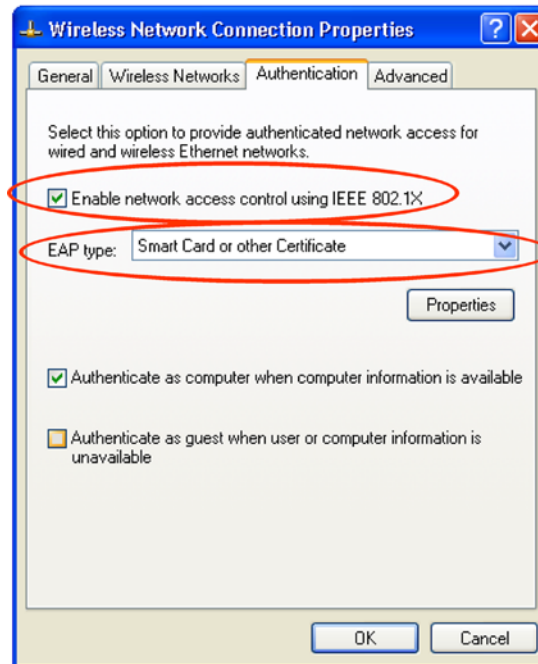 Wireless Network Connection Properties
General Wireless Networks Authentication Advanced
Select this option to provide authenticated network access for
wired and wireless Ethernet networks.
Enable network access control using IEEE 802.1X
EAP type: Smart Card or other Certificate
Properties
Authenticate as computer when computer information is available
Authenticate as guest when user or computer information is
unavailable
OK Cancel